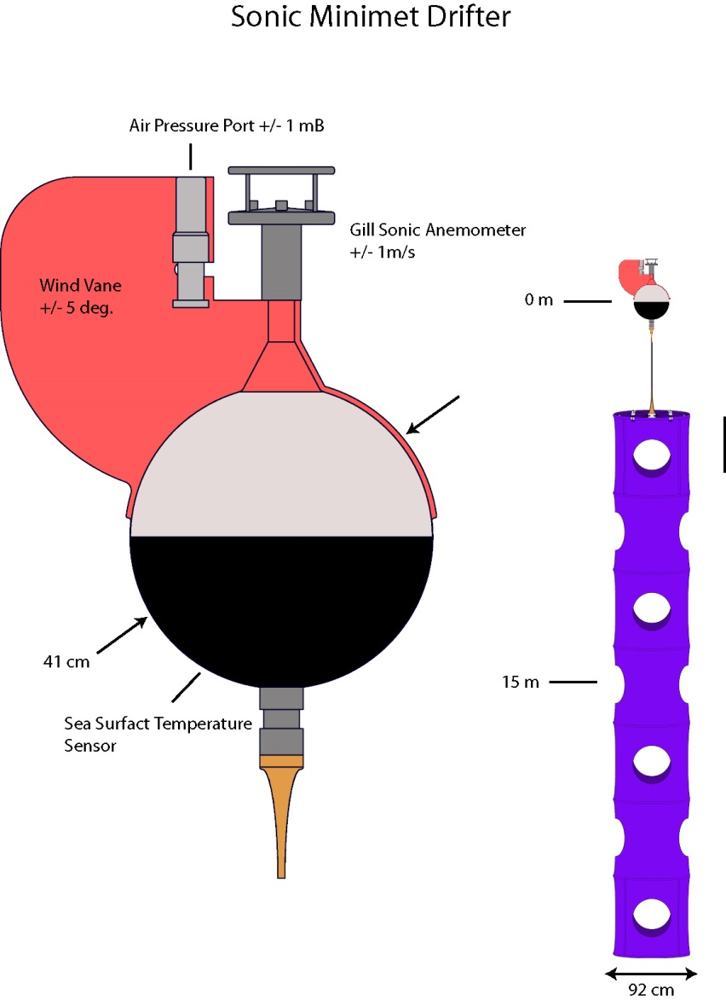 Sonic Minimet Drifter
Air Pressure Port +/- 1 mB
Gill Sonic Anemometer
+/- 1m/s
Wind Vane
+/- 5 deg.
0 m
41 cm
15 m
Sea Surfact Temperature
Sensor
92 cm